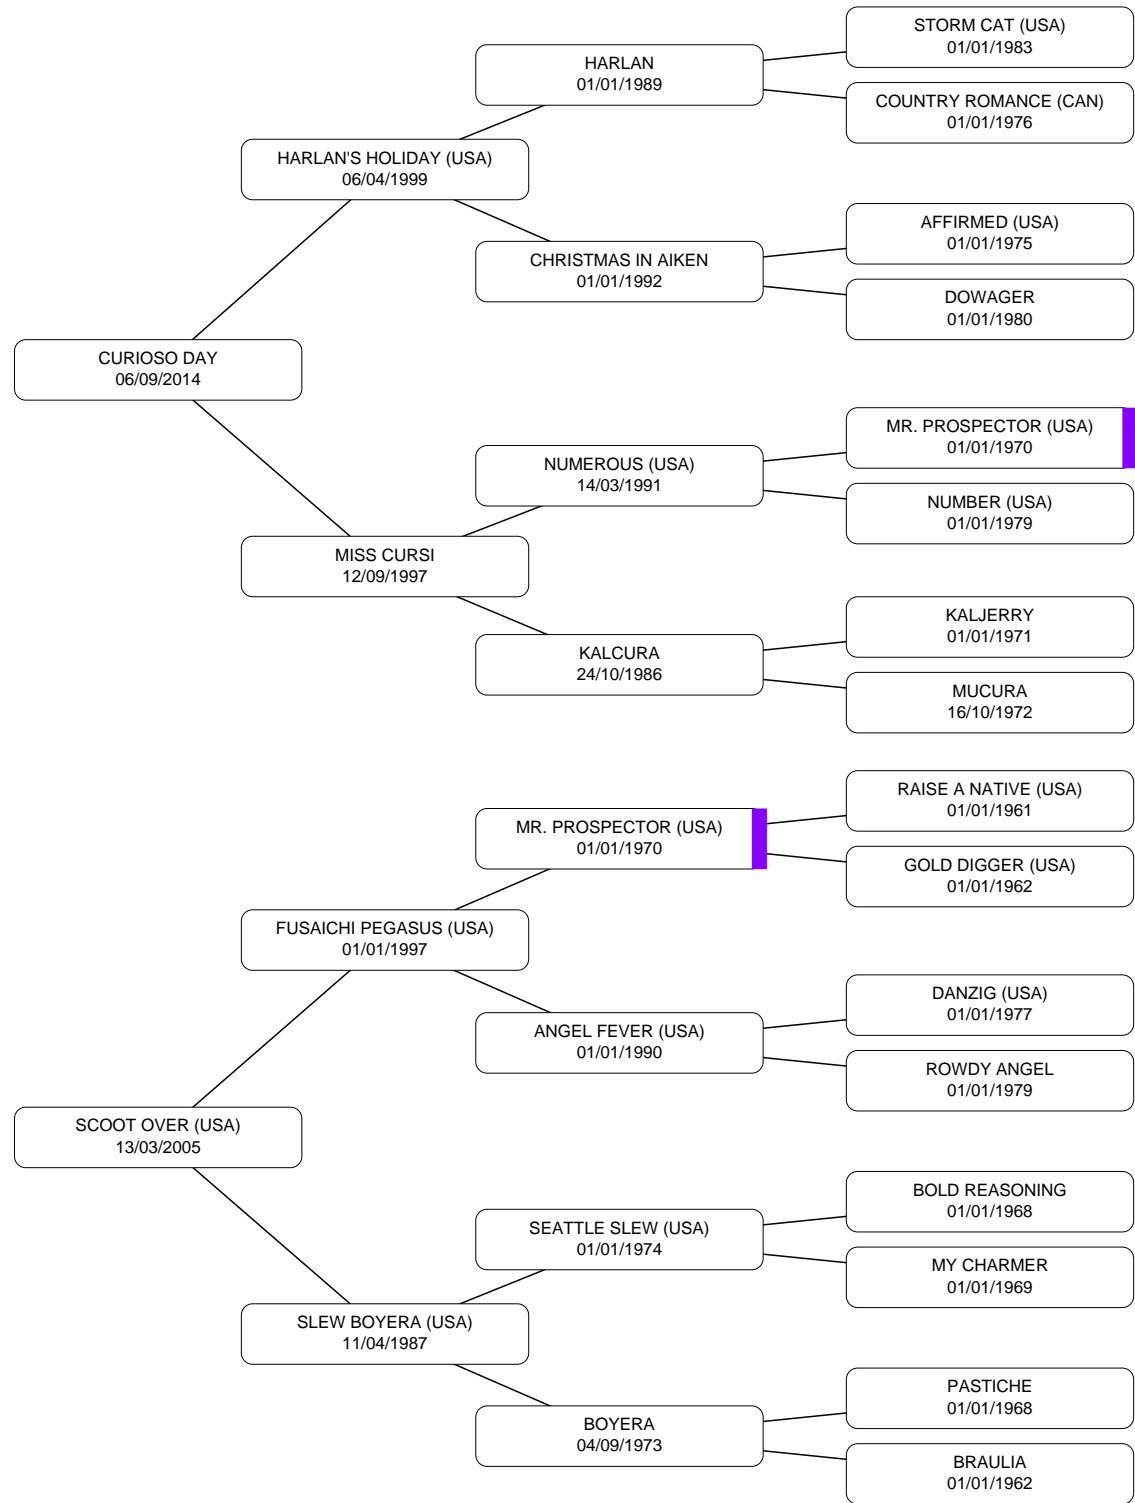 STORM CAT (USA)
01/01/1983
HARLAN
01/01/1989
COUNTRY ROMANCE (CAN)
01/01/1976
HARLAN'S HOLIDAY (USA)
06/04/1999
AFFIRMED (USA)
01/01/1975
CHRISTMAS IN AIKEN
01/01/1992
DOWAGER
01/01/1980
CURIOSO DAY
06/09/2014
MR. PROSPECTOR (USA)
01/01/1970
NUMEROUS (USA)
14/03/1991
NUMBER (USA)
01/01/1979
MISS CURSI
12/09/1997
KALJERRY
01/01/1971
KALCURA
24/10/1986
MUCURA
16/10/1972
RAISE A NATIVE (USA)
01/01/1961
MR. PROSPECTOR (USA)
01/01/1970
GOLD DIGGER (USA)
01/01/1962
FUSAICHI PEGASUS (USA)
01/01/1997
DANZIG (USA)
01/01/1977
ANGEL FEVER (USA)
01/01/1990
ROWDY ANGEL
01/01/1979
SCOOT OVER (USA)
13/03/2005
BOLD REASONING
01/01/1968
SEATTLE SLEW (USA)
01/01/1974
MY CHARMER
01/01/1969
SLEW BOYERA (USA)
11/04/1987
PASTICHE
01/01/1968
BOYERA
04/09/1973
BRAULIA
01/01/1962